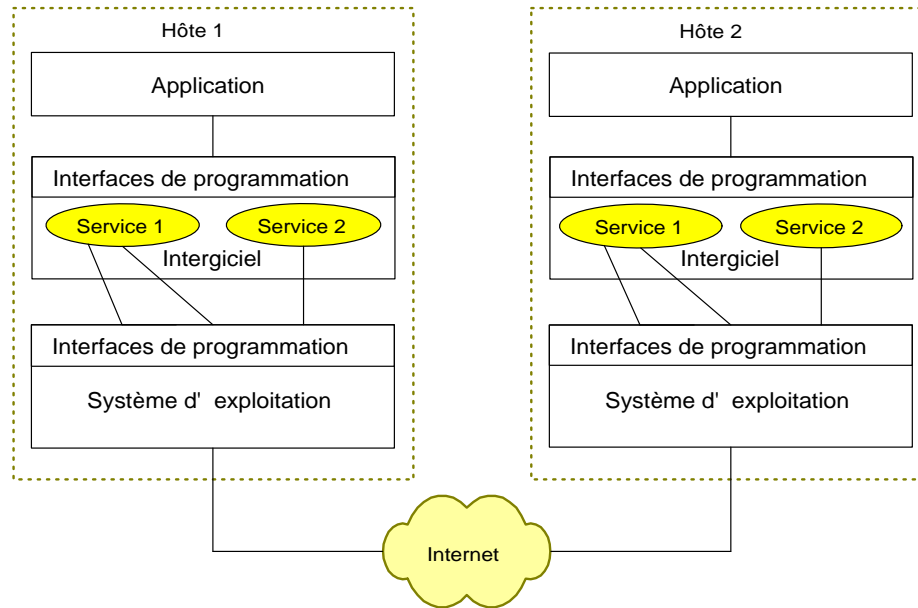 Hôte 1
Application
Interfaces de programmation
Service 1
Service 2
Intergiciel
Interfaces de programmation
Système d' exploitation
Hôte 2
Application
Interfaces de programmation
Service 1
Service 2
Intergiciel
Interfaces de programmation
Système d' exploitation
Internet